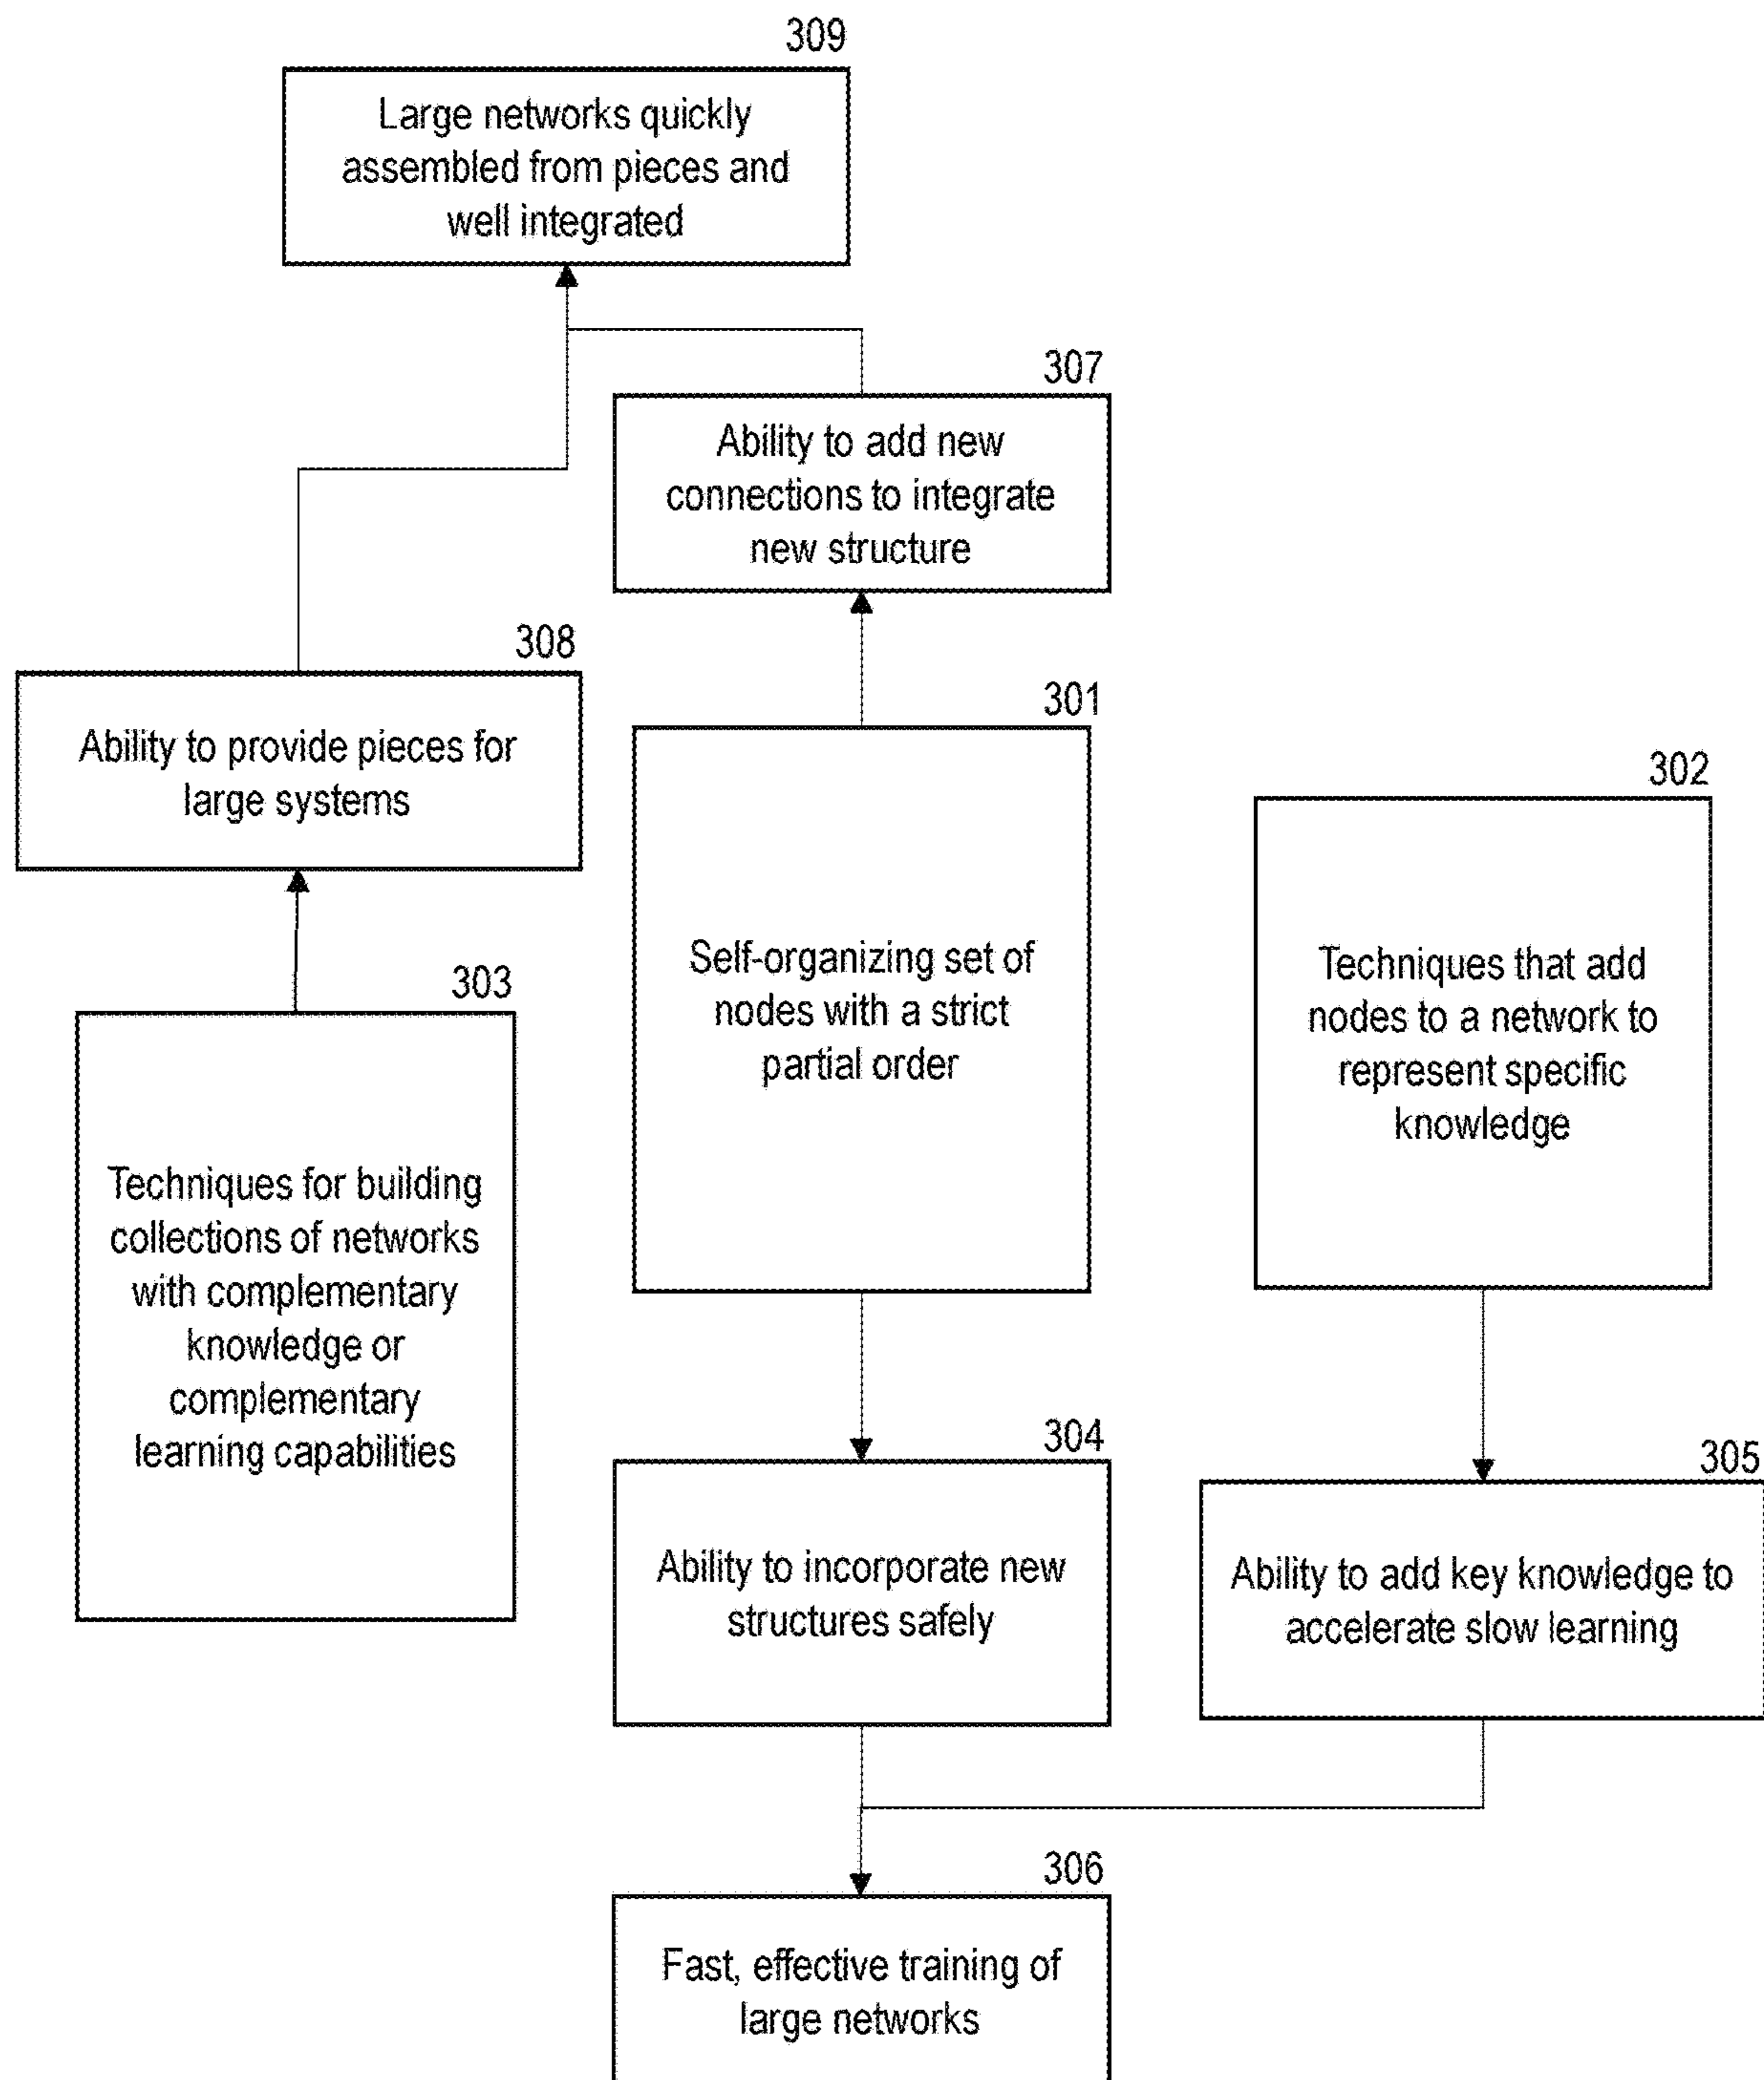 309
Large networks quickly
assembled from pieces and
well integrated
307
Ability to add new
connections to integrate
new structure
308
Ability to provide pieces for
large systems
301
Self-organizing set of
nodes with a strict
partial order
302
Techniques that add
nodes to a network to
represent specific
knowledge
303
Techniques for building
collections of networks
with complementary
knowledge or
complementary
learning capabilities
304
Ability to incorporate new
structures safely
305
Ability to add key knowledge to
accelerate slow learning
306
Fast, effective training of
large networks